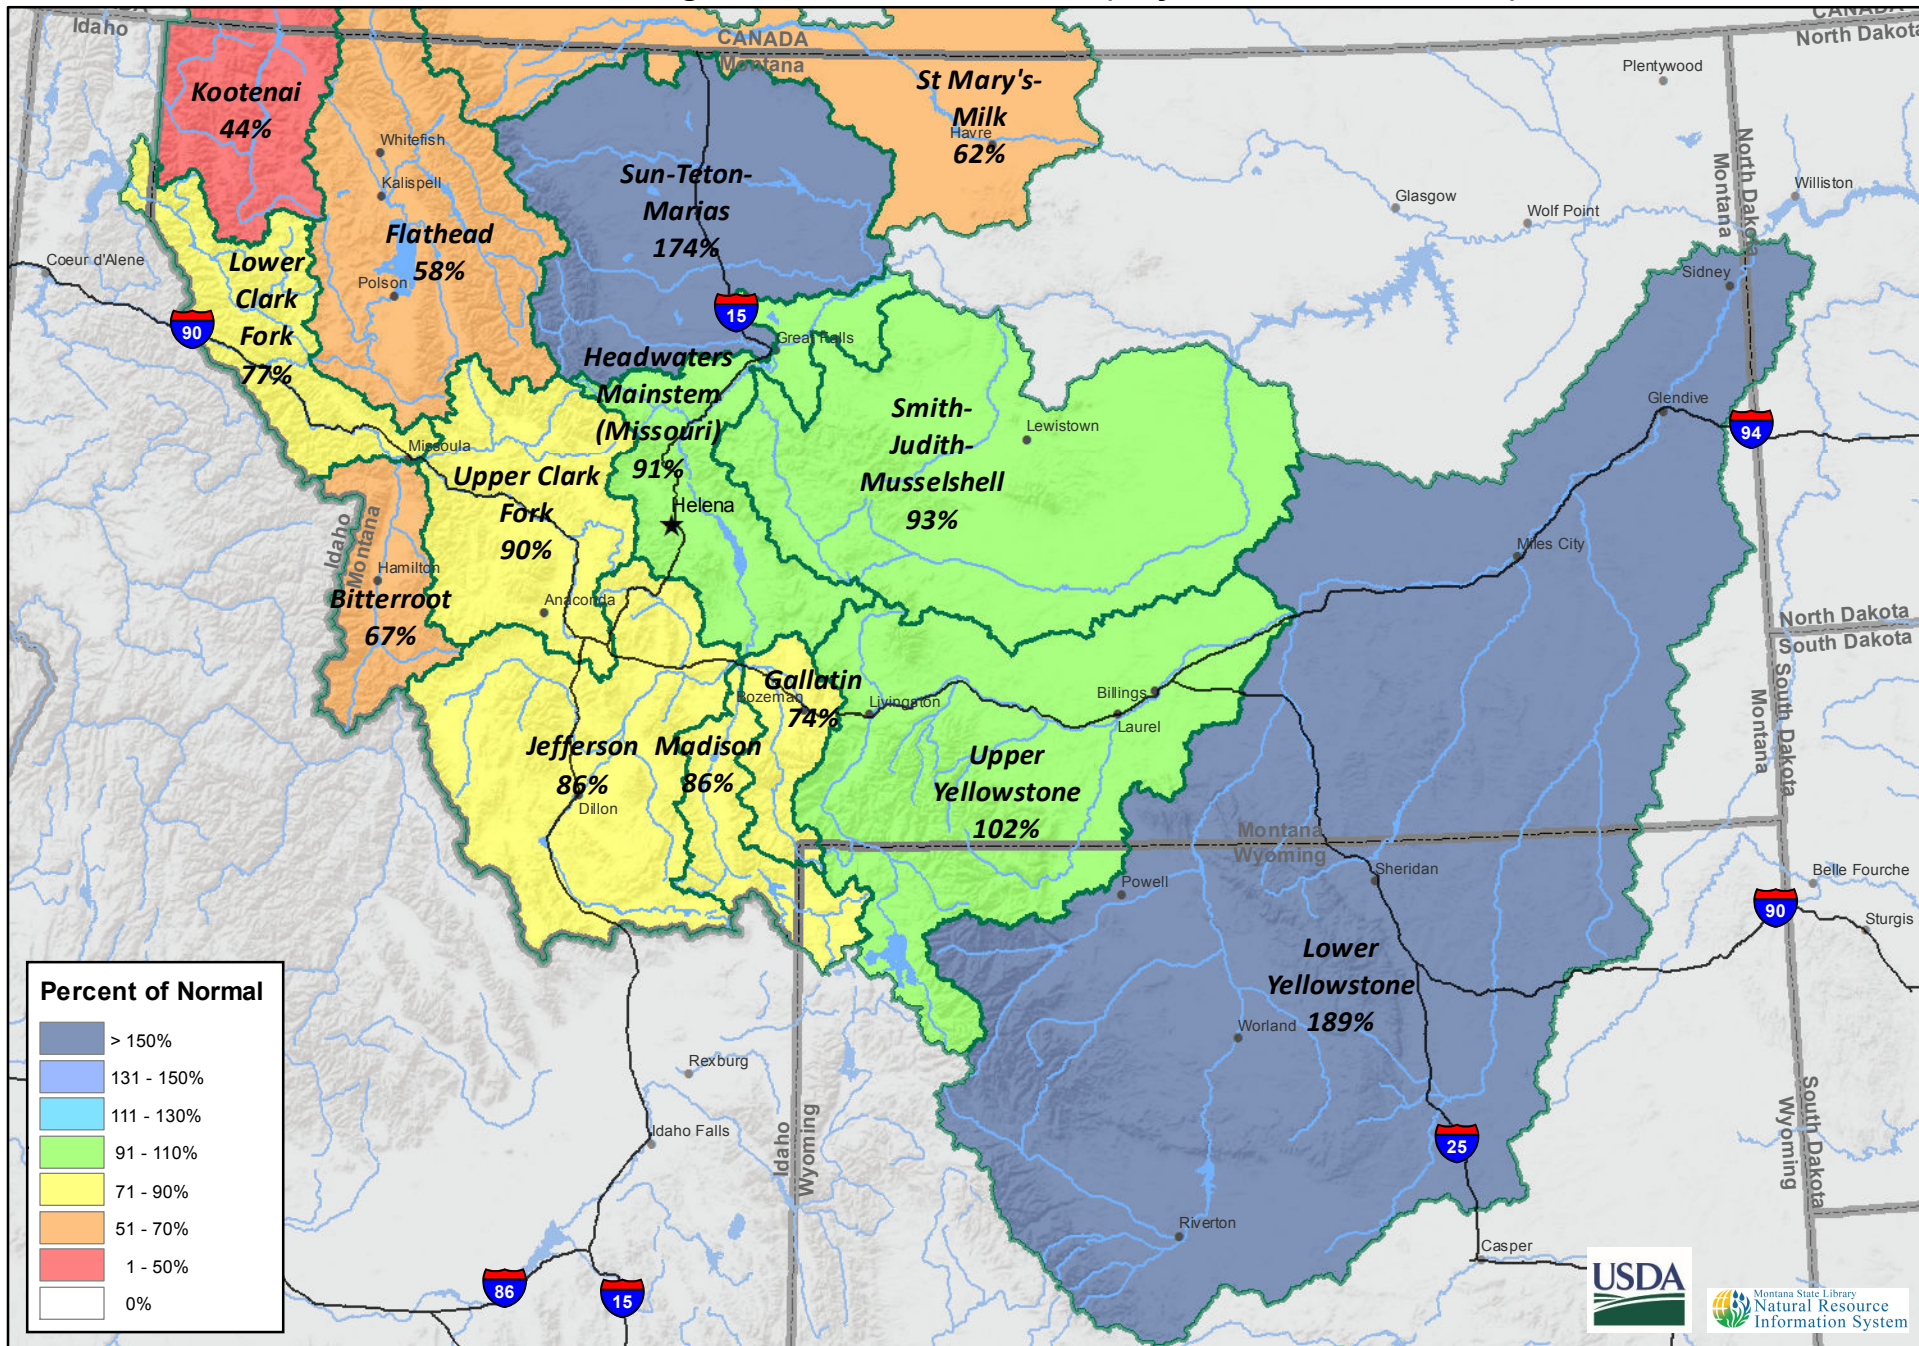 CANADA
Idaho
CANADA
Montana
CANADA
North Dakota
Kootenai
44%
St Mary's-
Milk
62%
Havre
Plentywood
Whitefish
Kalispell
Sun-Teton-
Marias
174%
North Dakota
Montana
Glasgow
Williston
Wolf Point
Flathead
58%
Polson
Coeur d'Alene
Lower
Clark
Fork
77%
Sidney
90
15
Great Falls
Headwaters
Mainstem
(Missouri)
91%
Smith-
Judith-
Musselshell
93%
Lewistown
Glendive
94
Missoula
Upper Clark
Fork
90%
Helena
Idaho
Montana
Hamilton
Bitterroot
67%
Anaconda
Miles City
North Dakota
South Dakota
Gallatin
74%
Bozeman
Livingston
Billings
Laurel
South Dakota
Montana
Jefferson
86%
Dillon
Madison
86%
Upper
Yellowstone
102%
Montana
Wyoming
Powell
Sheridan
Belle Fourche
90
Sturgis
Lower
Yellowstone
189%
Worland
Percent of Normal
> 150%
131 - 150%
111 - 130%
91 - 110%
71 - 90%
51 - 70%
1 - 50%
0%
Rexburg
Idaho Falls
Idaho
Wyoming
South Dakota
Wyoming
25
Riverton
Casper
86
15
USDA
Montana State Library
Natural Resource
Information System